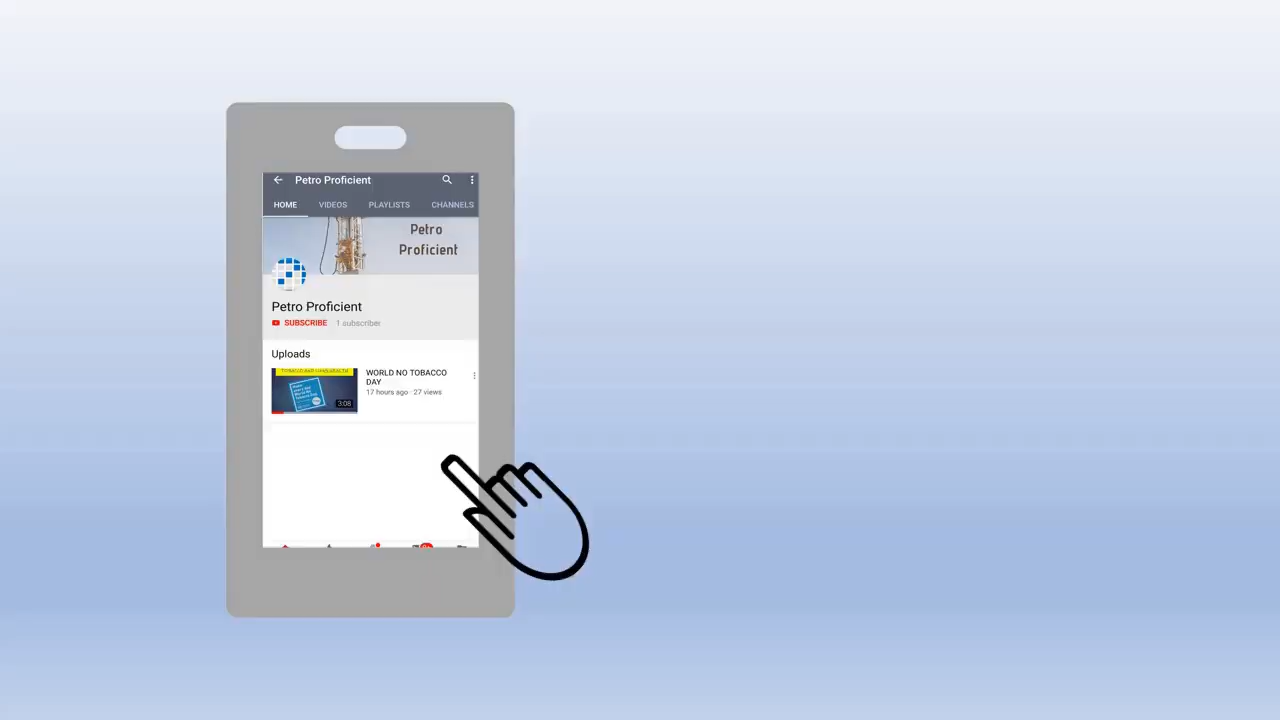 Petro Proficient
HOME VIDEOS PLAYLISTS CHANNELS
Petro
Proficient
Petro Proficient
SUBSCRIBE 1 subscriber
Uploads
WORLD NO TOBACCO
DAY
17 hours ago · 27 views
3:08